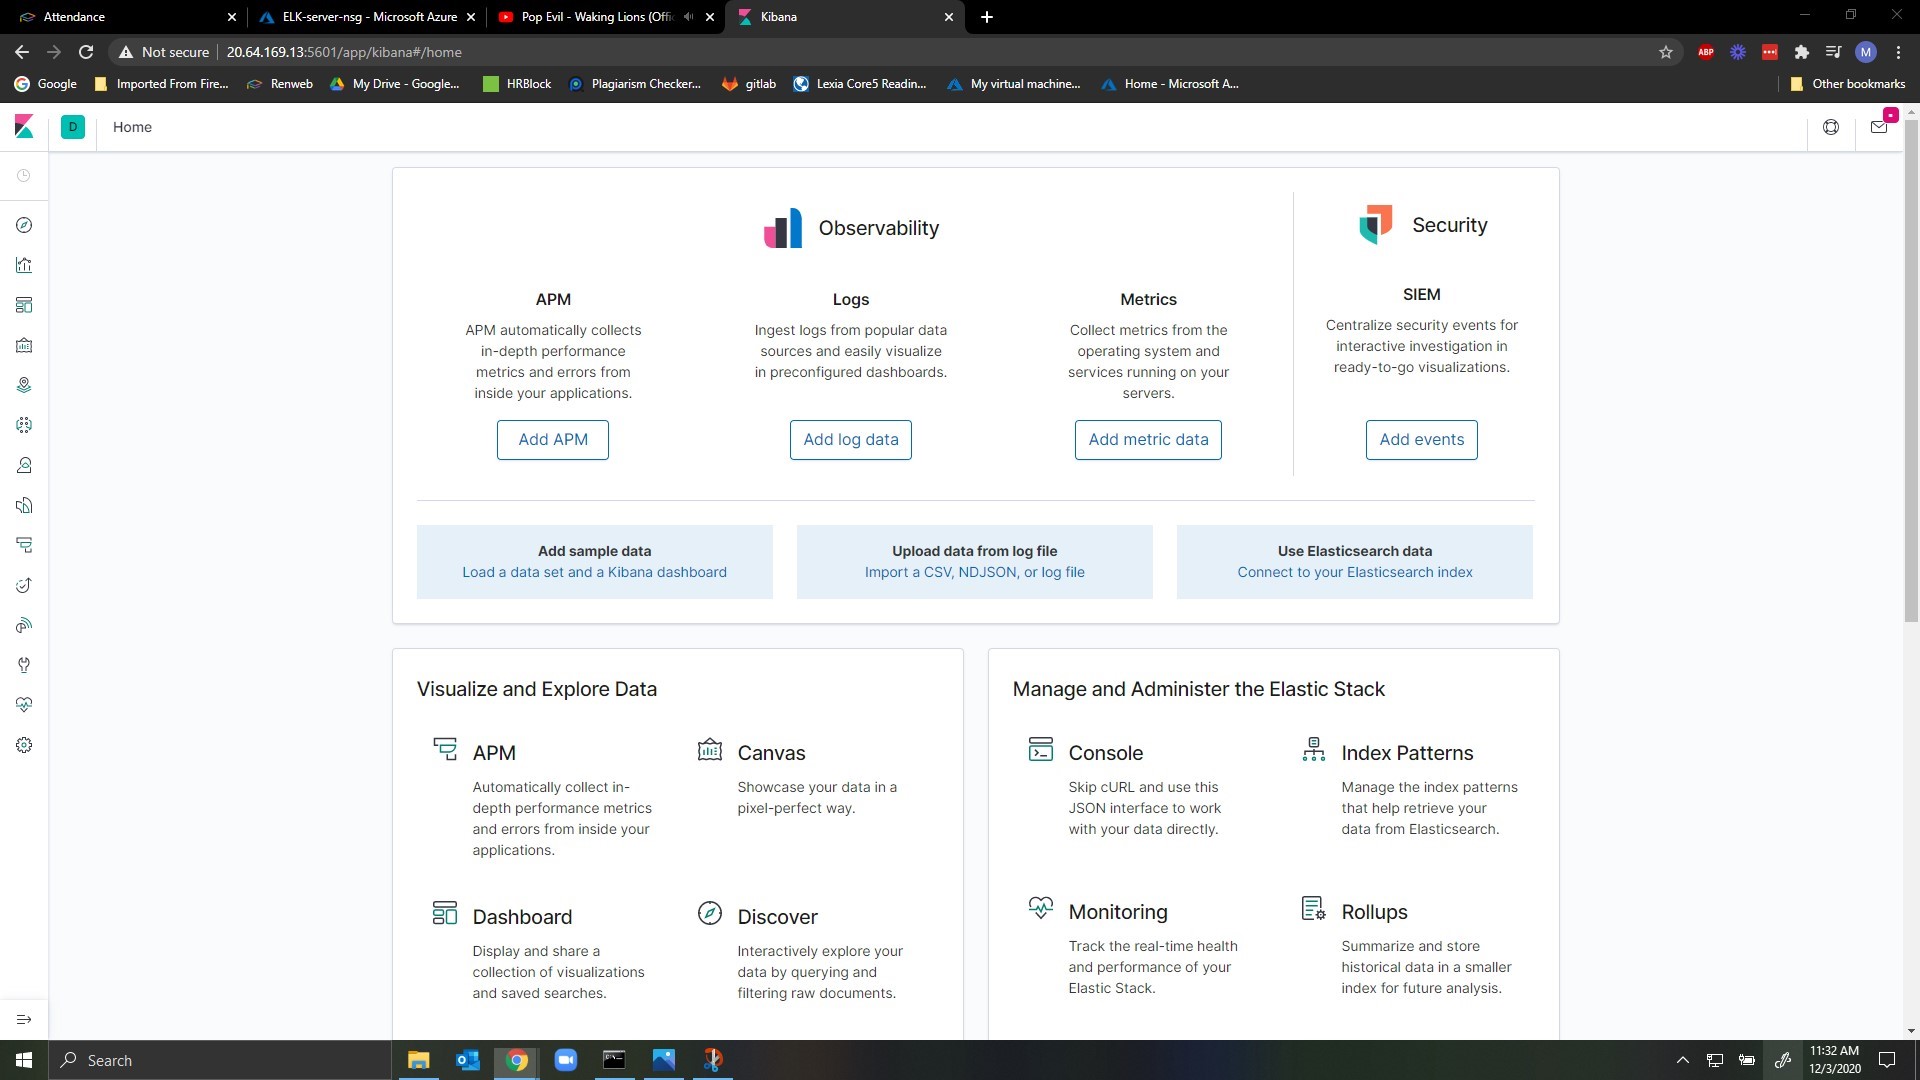 Attendance
ELK-server-nsg - Microsoft Azure
Pop Evil - Waking Lions (Offic
Kibana
Not secure
20.64.169.13:5601/app/kibana#/home
ABP
M
Google
Imported From Fire...
Renweb
My Drive - Google...
HRBlock
Plagiarism Checker...
gitlab
Lexia Core5 Readin...
My virtual machine...
Home - Microsoft A...
Other bookmarks
D
Home
Observability
Security
APM
APM automatically collects
in-depth performance
metrics and errors from
inside your applications.
Add APM
Logs
Ingest logs from popular data
sources and easily visualize
in preconfigured dashboards.
Add log data
Metrics
Collect metrics from the
operating system and
services running on your
servers.
Add metric data
SIEM
Centralize security events for
interactive investigation in
ready-to-go visualizations.
Add events
Add sample data
Load a data set and a Kibana dashboard
Upload data from log file
Import a CSV, NDJSON, or log file
Use Elasticsearch data
Connect to your Elasticsearch index
Visualize and Explore Data
APM
Automatically collect in-
depth performance metrics
and errors from inside your
applications.
Canvas
Showcase your data in a
pixel-perfect way.
Dashboard
Display and share a
collection of visualizations
and saved searches.
Discover
Interactively explore your
data by querying and
filtering raw documents.
Manage and Administer the Elastic Stack
Console
Skip cURL and use this
JSON interface to work
with your data directly.
Index Patterns
Manage the index patterns
that help retrieve your
data from Elasticsearch.
Monitoring
Track the real-time health
and performance of your
Elastic Stack.
Rollups
Summarize and store
historical data in a smaller
index for future analysis.
Search
11:32 AM
12/3/2020